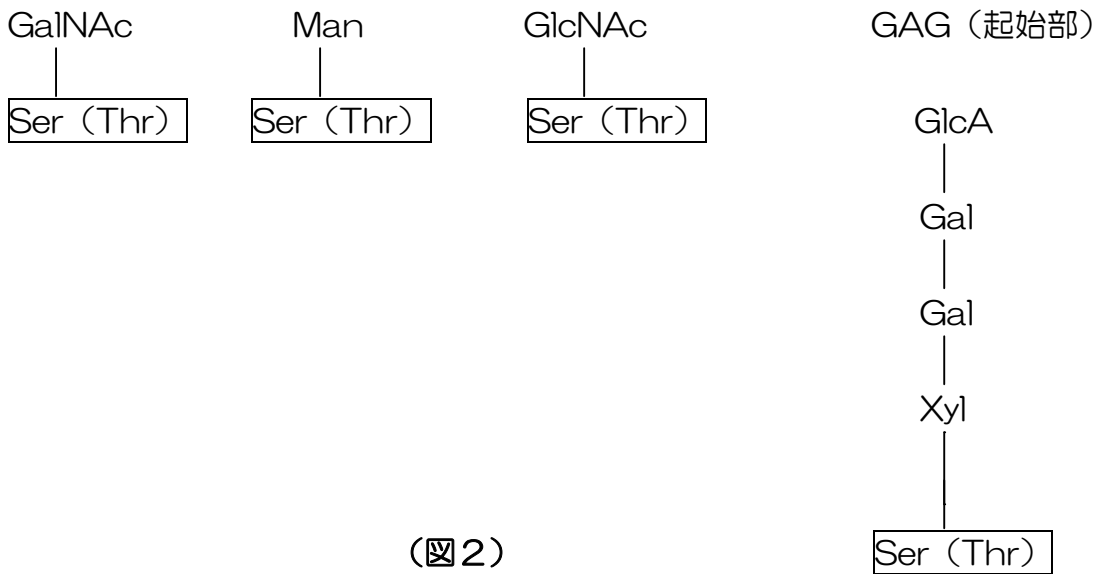 GalNAc Man GlcNAc GAG（起始部）
Ser（Thr） Ser（Thr） Ser（Thr） GlcA
Gal
Gal
Xyl
（図２） Ser（Thr）